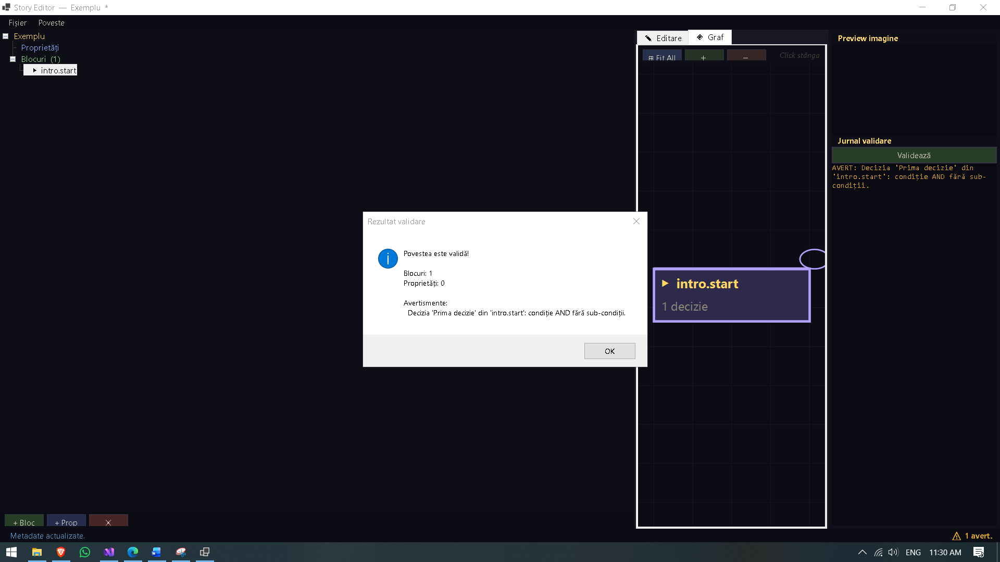 Story Editor — Exemplu *
Fișier Poveste
Exemplu
Proprietăți
Blocuri (1)
intro.start
Editare
Graf
Fit All
+
−
Click stânga
Preview imagine
Jurnal validare
Validează
AVERT: Decizia 'Prima decizie' din
'intro.start': condiție AND fără sub-
condiții.
Rezultat validare
Povestea este validă!
Blocuri: 1
Proprietăți: 0
Avertismente:
Decizia 'Prima decizie' din 'intro.start': condiție AND fără sub-condiții.
OK
intro.start
1 decizie
+ Bloc
+ Prop
Metadate actualizate.
1 avert.
ENG
11:30 AM